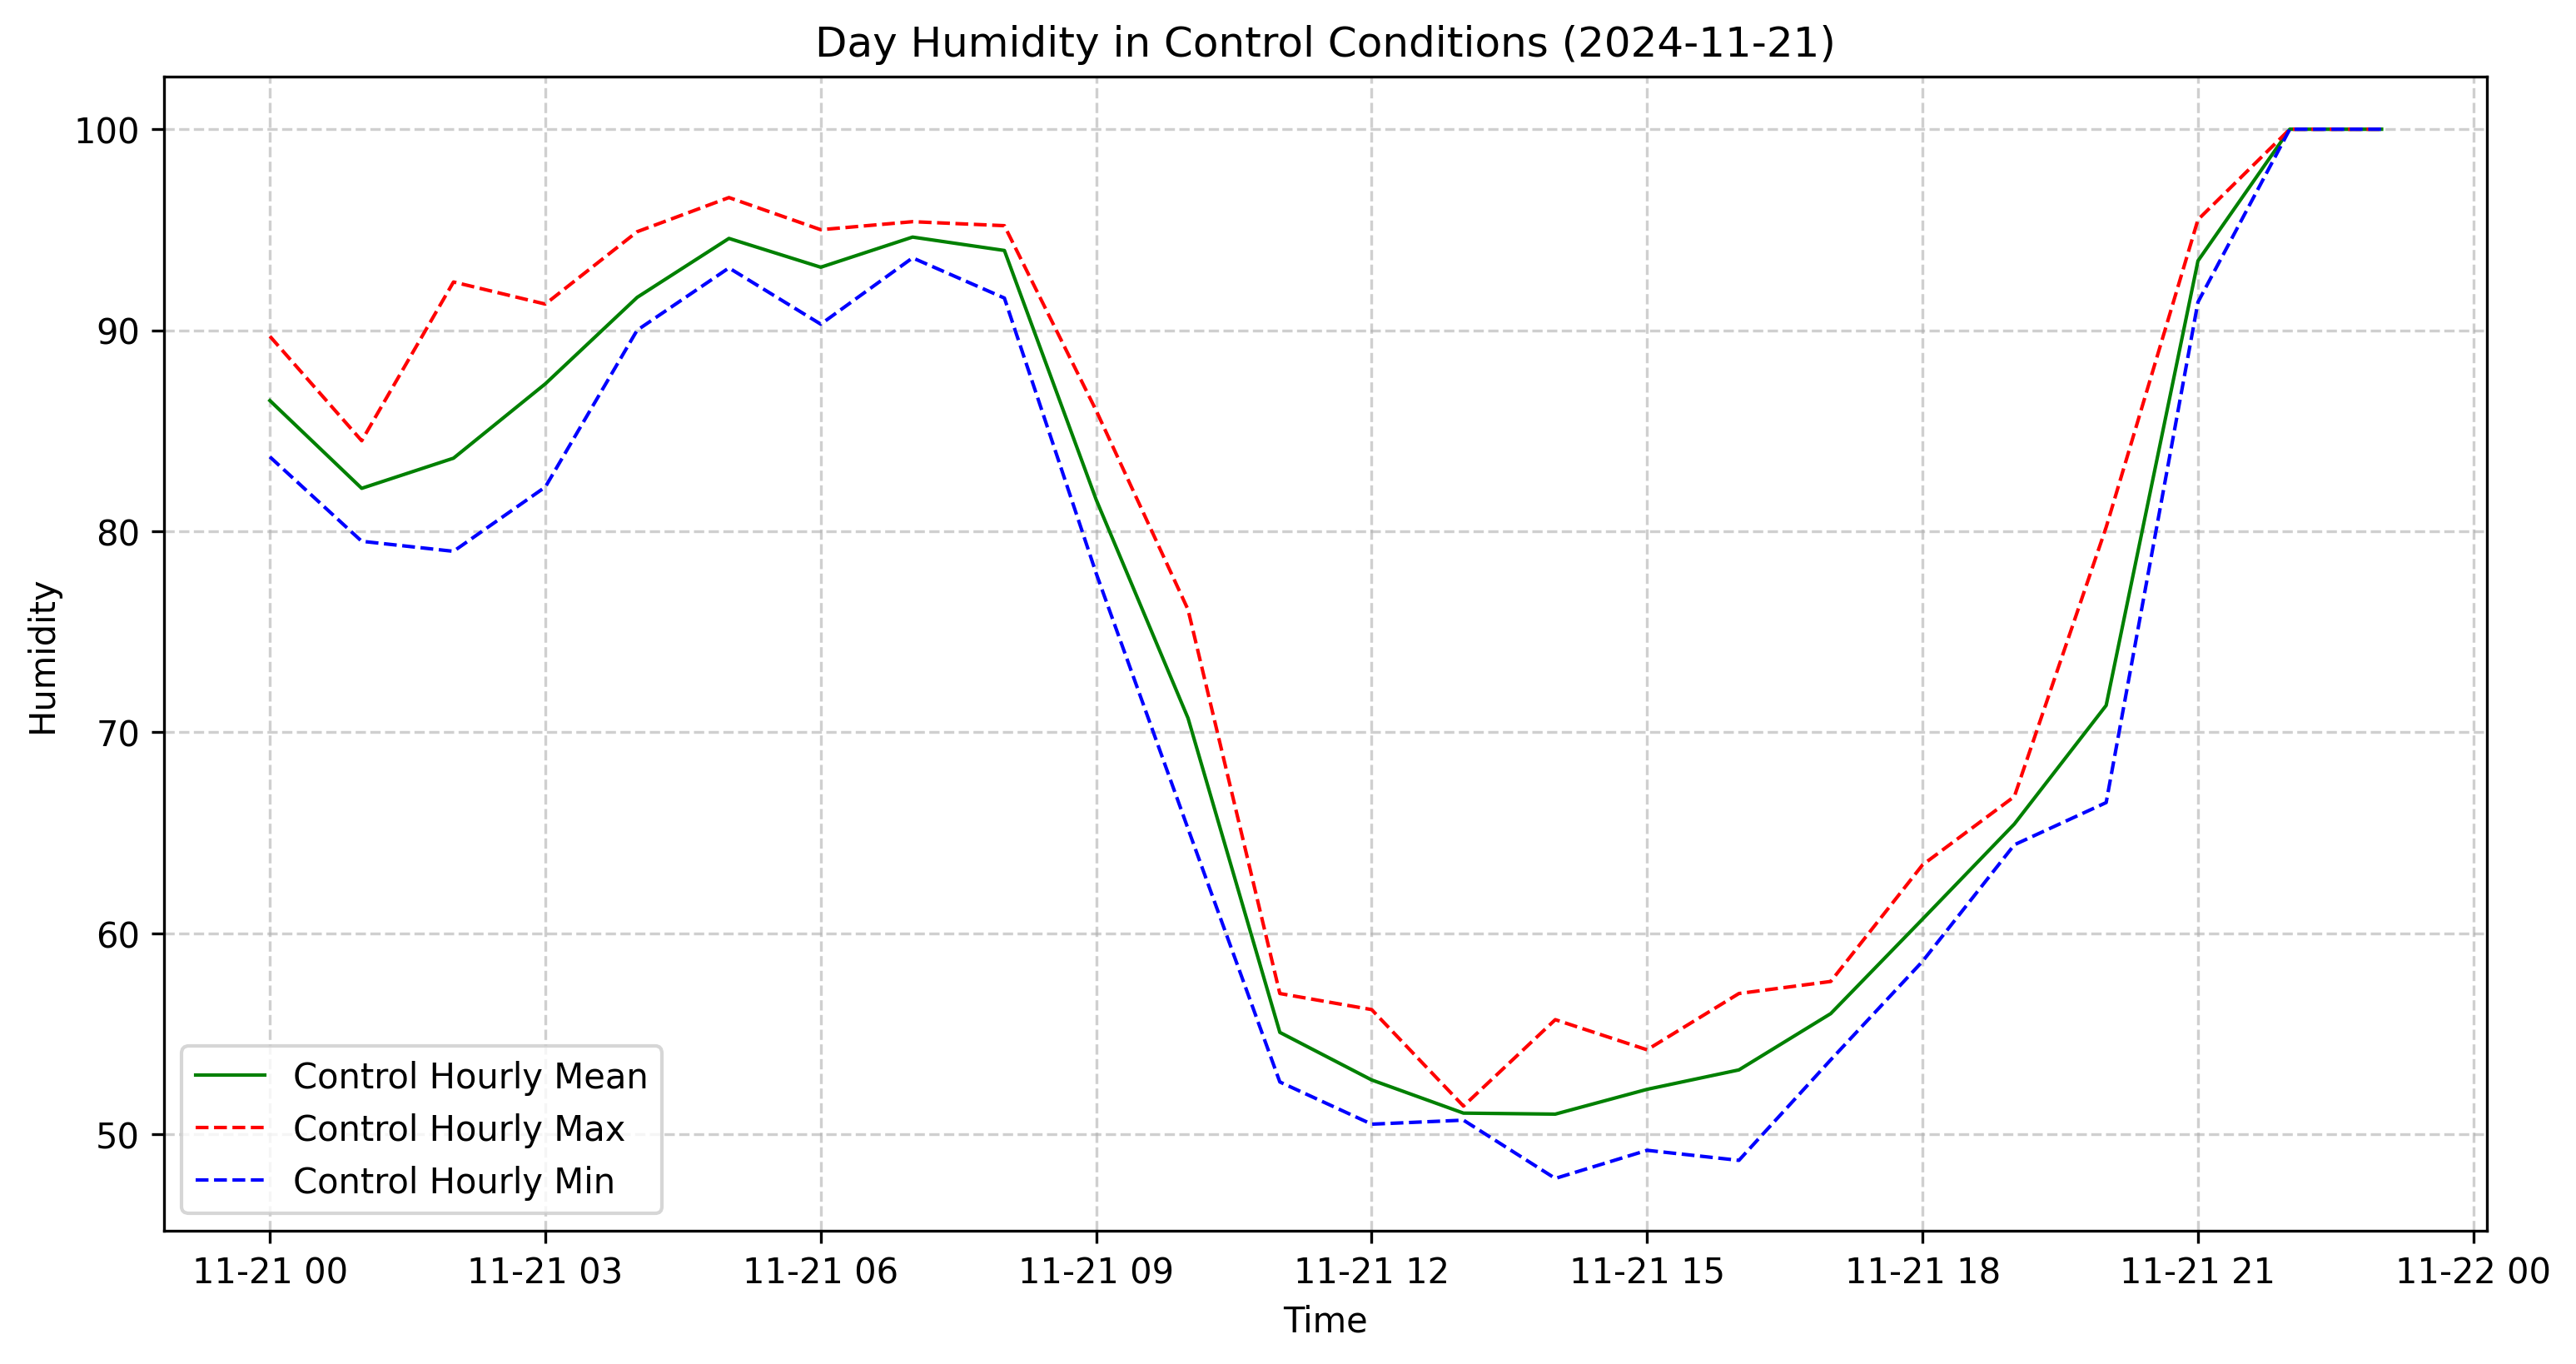 Day Humidity in Control Conditions (2024-11-21)
Humidity
100
90
80
70
60
50
Control Hourly Mean
Control Hourly Max
Control Hourly Min
11-21 00
11-21 03
11-21 06
11-21 09
11-21 12
11-21 15
11-21 18
11-21 21
11-22 00
Time